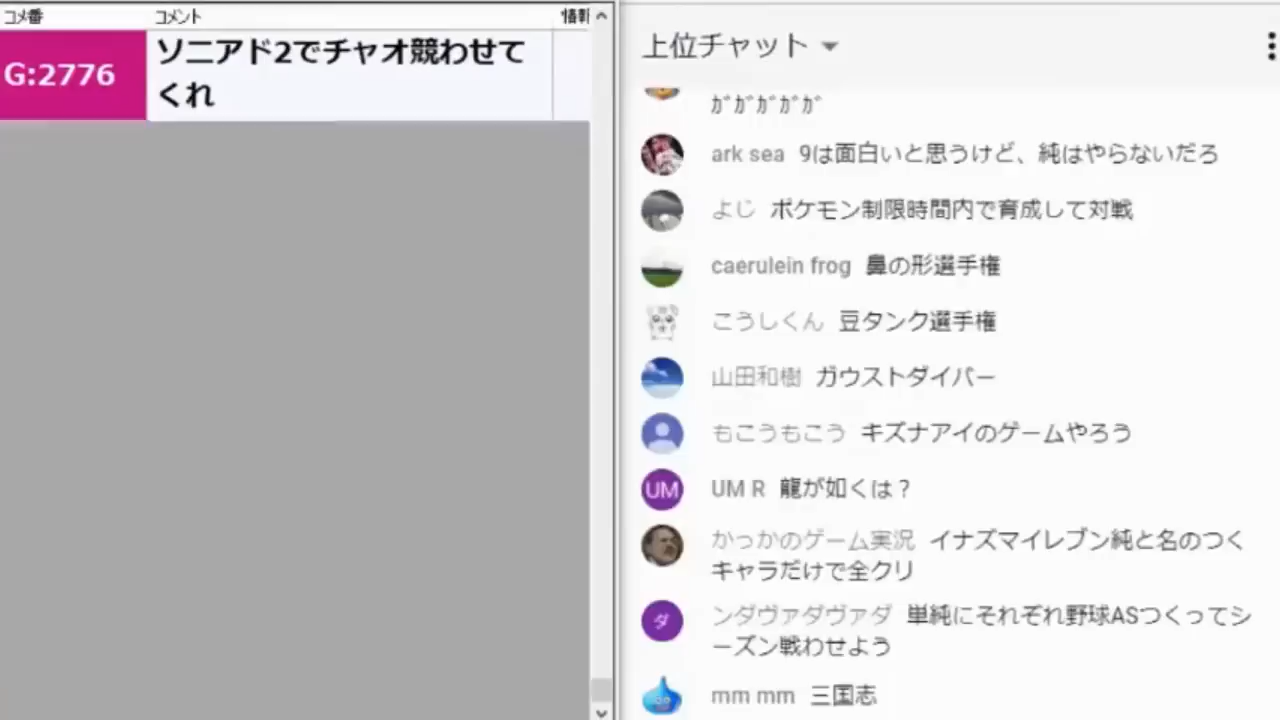 コメ番 コメント 情報
G:2776 ソニアド2でチャオ競わせて
くれ
上位チャット
ｶﾞｶﾞｶﾞｶﾞｶﾞ
ark sea 9は面白いと思うけど、純はやらないだろ
よじ ポケモン制限時間内で育成して対戦
caerulein frog 鼻の形選手権
こうしくん 豆タンク選手権
山田和樹 ガウストダイバー
もこうもこう キズナアイのゲームやろう
UM UM R 龍が如くは？
かっかのゲーム実況 イナズマイレブン純と名のつく
キャラだけで全クリ
ダ ンダヴァダヴァダ 単純にそれぞれ野球ASつくってシ
ーズン戦わせよう
mm mm 三国志